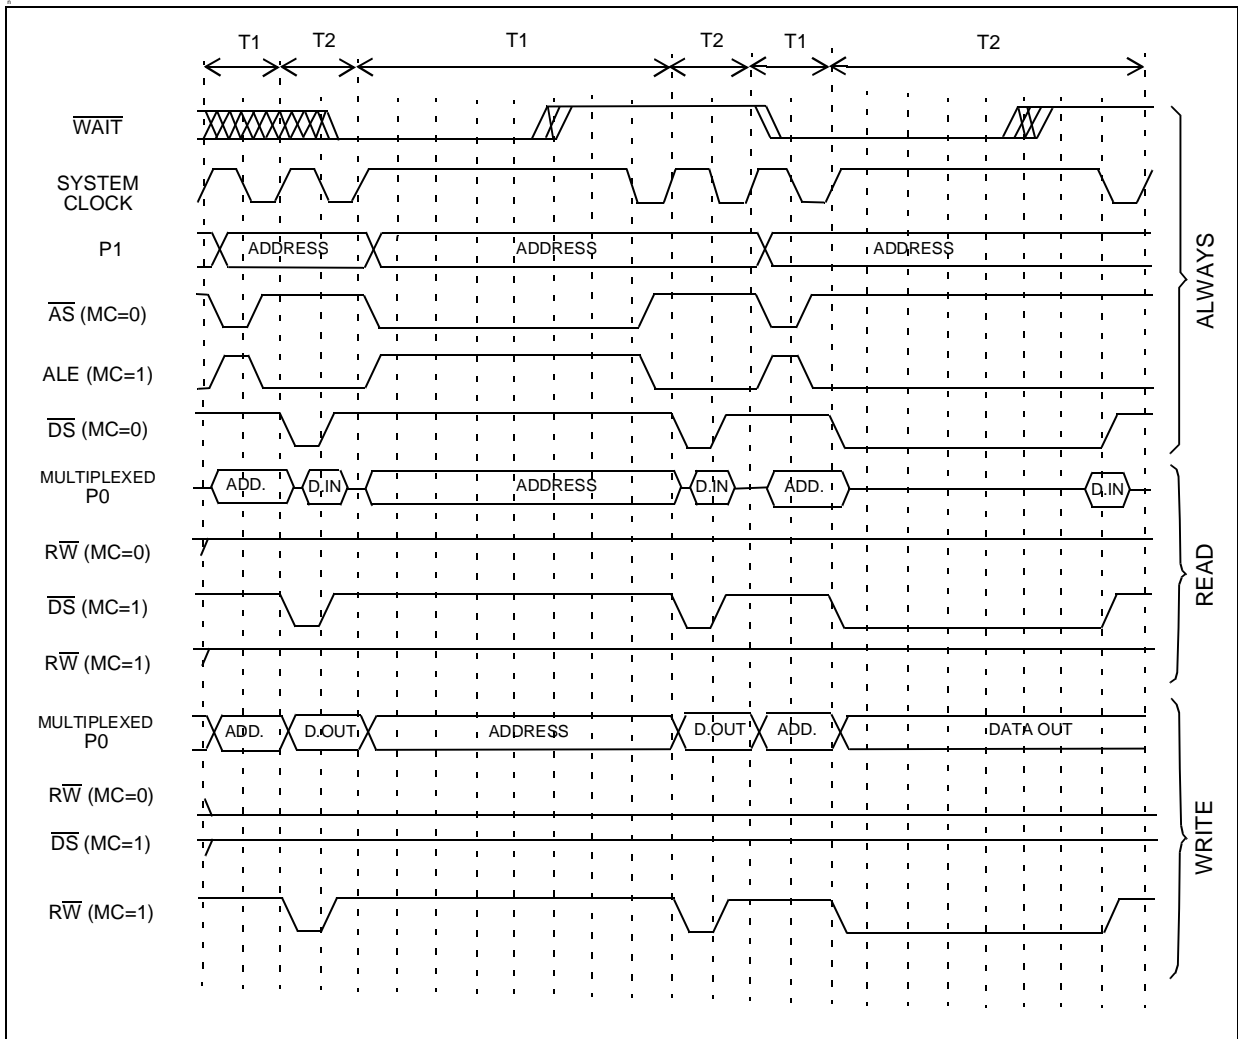 n
T1 T2 T1 T2 T1 T2
WAIT
SYSTEM
CLOCK
P1 ADDRESS ADDRESS ADDRESS
AS (MC=0)
ALE (MC=1)
DS (MC=0)
ALWAYS
MULTIPLEXED
P0 ADD. D.IN ADDRESS D.IN ADD. D.IN
RW (MC=0)
DS (MC=1)
RW (MC=1)
READ
MULTIPLEXED
P0 ADD. D.OUT ADDRESS D.OUT ADD. DATA OUT
RW (MC=0)
DS (MC=1)
RW (MC=1)
WRITE